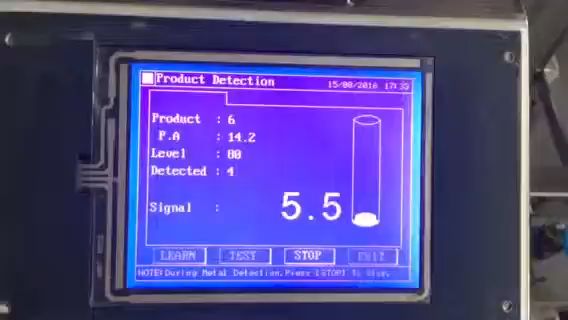 Product Detection 15/08/2016 17:33
Product : 6
P.A : 14.2
Level : 80
Detected : 4
Signal : 5.5
LEARN TEST STOP EXIT
NOTE:During Metal Detection,Press [STOP] To Stop.